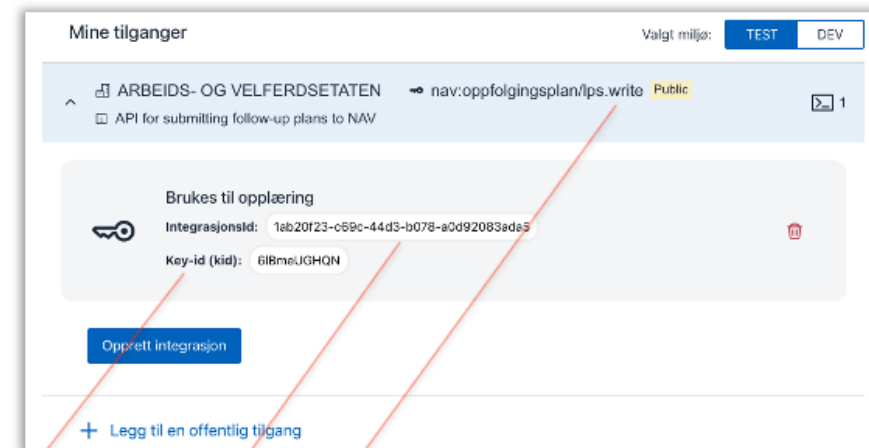 Mine tilganger
Valgt miljø: TEST DEV
ARBEIDS- OG VELFERDSETATEN nav:oppfolgingsplan/lps.write Public
API for submitting follow-up plans to NAV
1
Brukes til opplæring
IntegrasjonsId: 1ab20f23-c69c-44d3-b078-a0d92083ada5
Key-id (kid):
Opprett integrasjon
+ Legg til en offentlig tilgang